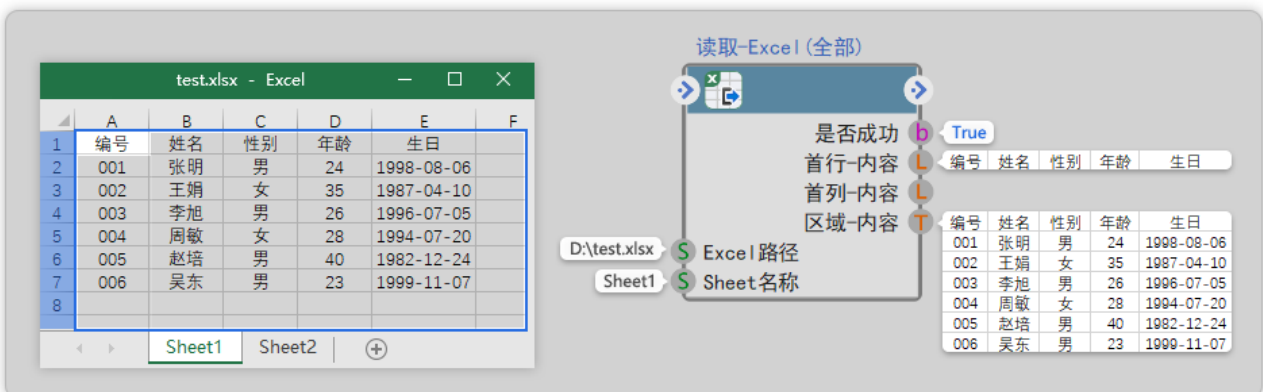 test.xlsx - Excel
A B C D E F
1 编号 姓名 性别 年龄 生日
2 001 张明 男 24 1998-08-06
3 002 王娟 女 35 1987-04-10
4 003 李旭 男 26 1996-07-05
5 004 周敏 女 28 1994-07-20
6 005 赵培 男 40 1982-12-24
7 006 吴东 男 23 1999-11-07
8
Sheet1 Sheet2
读取-Excel(全部)
是否成功 b True
首行-内容 L 编号 姓名 性别 年龄 生日
首列-内容 L
区域-内容 T
D:\test.xlsx S Excel路径
Sheet1 S Sheet名称
编号 姓名 性别 年龄 生日
001 张明 男 24 1998-08-06
002 王娟 女 35 1987-04-10
003 李旭 男 26 1996-07-05
004 周敏 女 28 1994-07-20
005 赵培 男 40 1982-12-24
006 吴东 男 23 1999-11-07